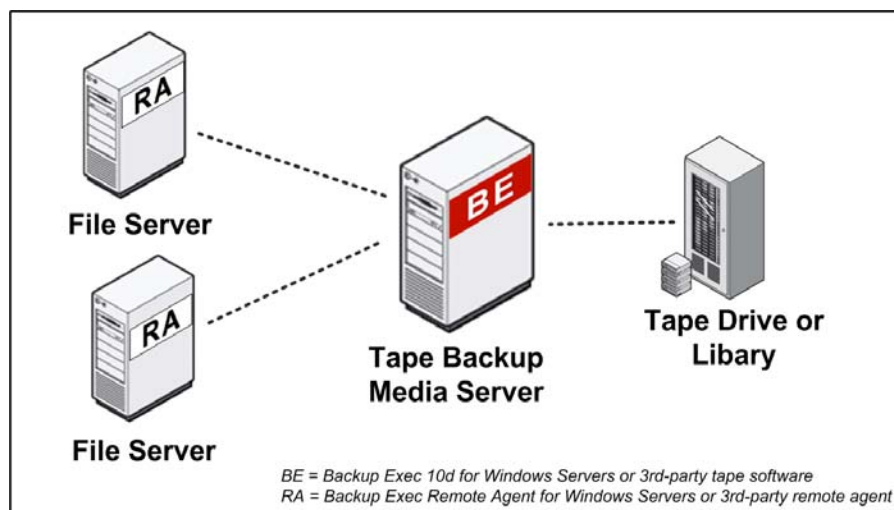 RA
File Server
BE
RA
Tape Backup
Media Server
Tape Drive or
Libary
File Server
BE = Backup Exec 10d for Windows Servers or 3rd-party tape software
RA = Backup Exec Remote Agent for Windows Servers or 3rd-party remote agent